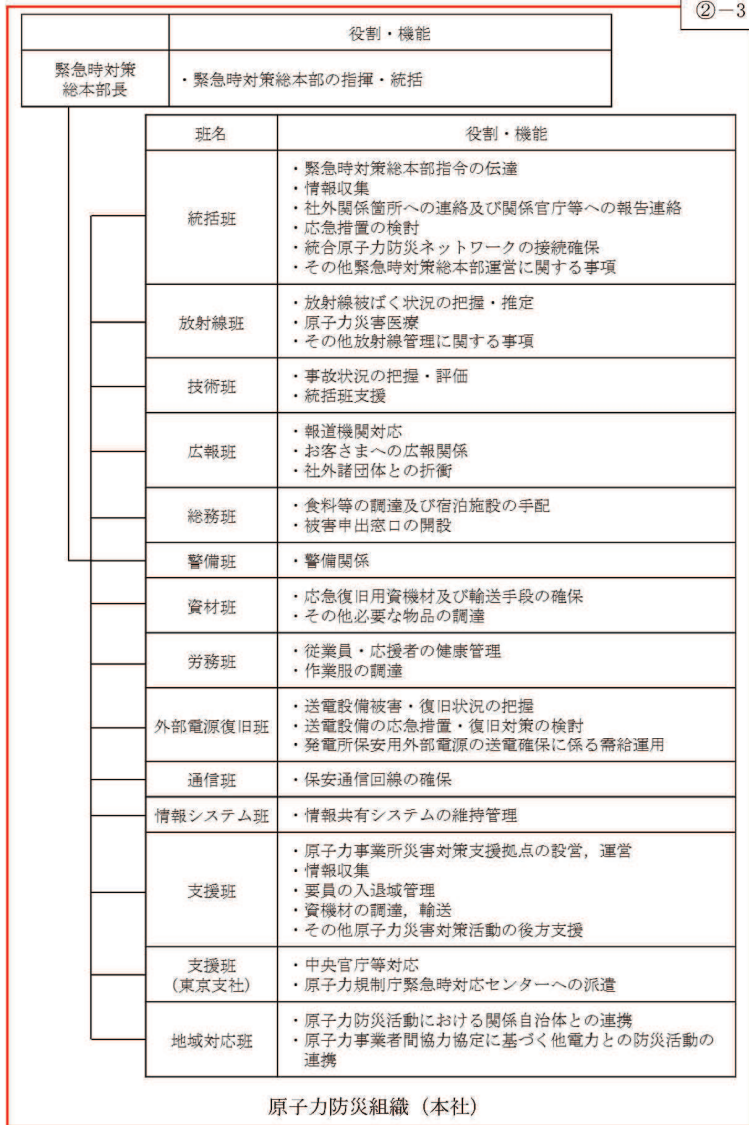 ②－3
役割・機能
緊急時対策
総本部長
・緊急時対策総本部の指揮・統括
班名
役割・機能
統括班
・緊急時対策総本部指令の伝達
・情報収集
・社外関係箇所への連絡及び関係官庁等への報告連絡
・応急措置の検討
・統合原子力防災ネットワークの接続確保
・その他緊急時対策総本部運営に関する事項
放射線班
・放射線被ばく状況の把握・推定
・原子力災害医療
・その他放射線管理に関する事項
技術班
・事故状況の把握・評価
・統括班支援
広報班
・報道機関対応
・お客さまへの広報関係
・社外諸団体との折衝
総務班
・食料等の調達及び宿泊施設の手配
・被害申出窓口の開設
警備班
・警備関係
資材班
・応急復旧用資機材及び輸送手段の確保
・その他必要な物品の調達
労務班
・従業員・応援者の健康管理
・作業服の調達
外部電源復旧班
・送電設備被害・復旧状況の把握
・送電設備の応急措置・復旧対策の検討
・発電所保安用外部電源の送電確保に係る需給運用
通信班
・保安通信回線の確保
情報システム班
・情報共有システムの維持管理
支援班
・原子力事業所災害対策支援拠点の設営，運営
・情報収集
・要員の入退域管理
・資機材の調達，輸送
・その他原子力災害対策活動の後方支援
支援班
（東京支社）
・中央官庁等対応
・原子力規制庁緊急時対応センターへの派遣
地域対応班
・原子力防災活動における関係自治体との連携
・原子力事業者間協力協定に基づく他電力との防災活動の
連携
原子力防災組織（本社）